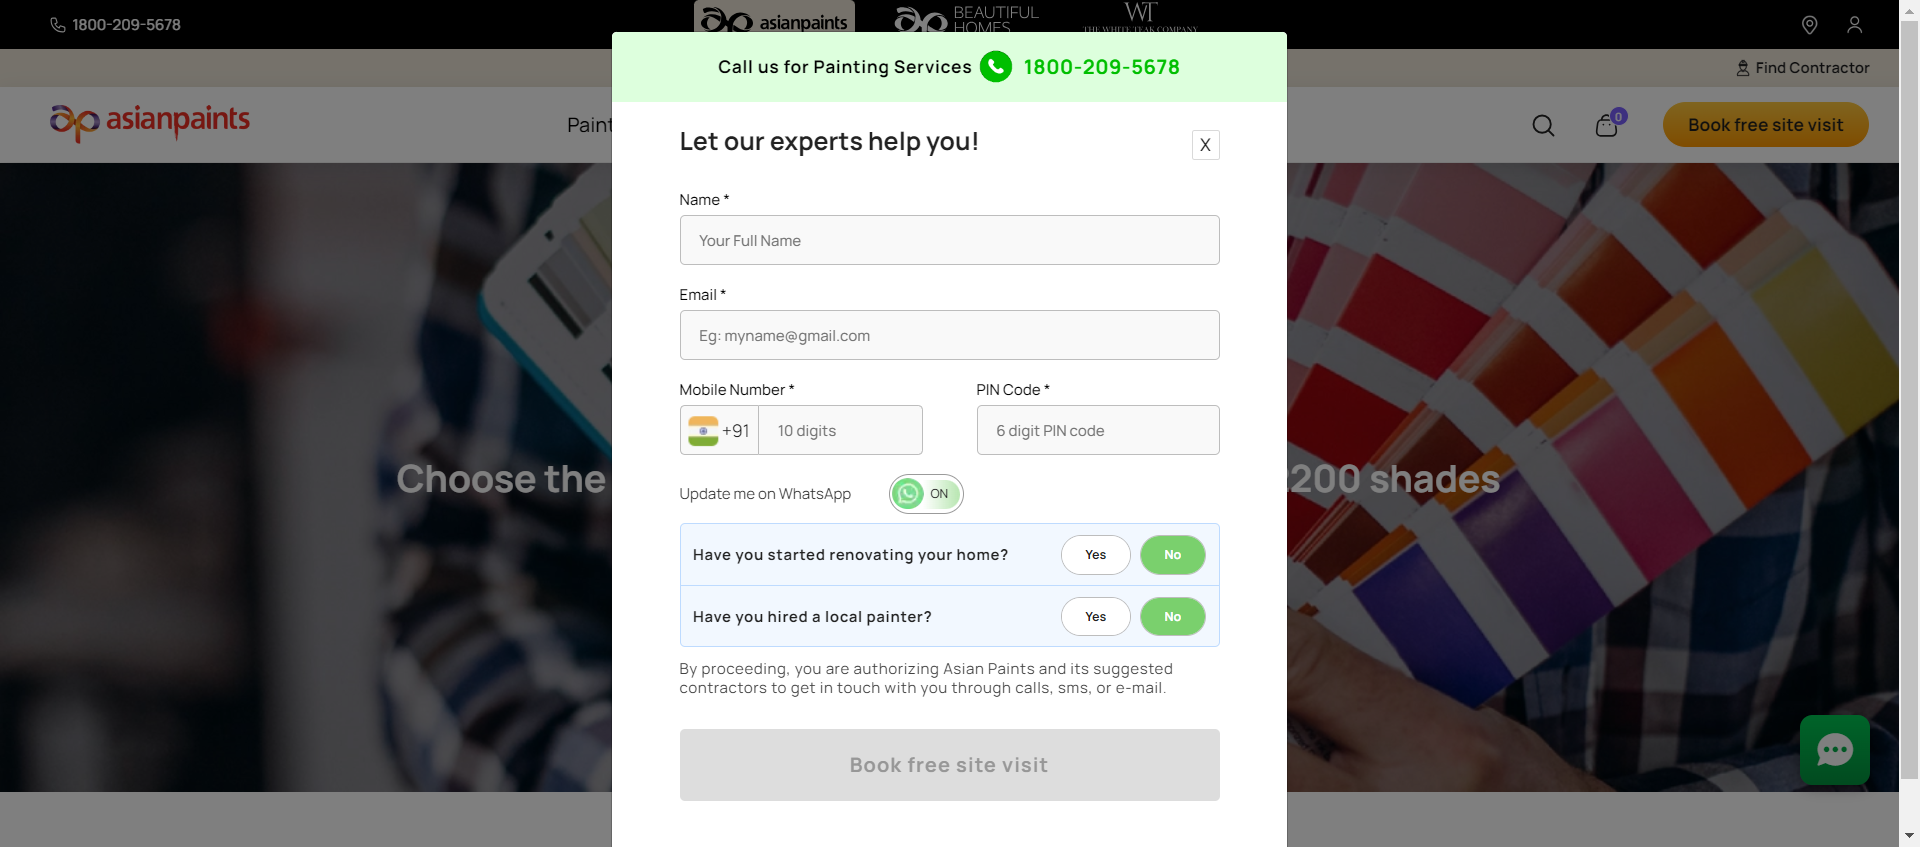 1800-209-5678
asianpaints
BEAUTIFUL
HOMES
WT
THE WHITE TEAK COMPANY
Call us for Painting Services 1800-209-5678
Find Contractor
asianpaints
Paint
0
Book free site visit
Let our experts help you!
X
Name *
Your Full Name
Email *
Eg: myname@gmail.com
Mobile Number *
PIN Code *
+91
10 digits
6 digit PIN code
Choose the
2200 shades
Update me on WhatsApp
ON
Have you started renovating your home?
Yes
No
Have you hired a local painter?
Yes
No
By proceeding, you are authorizing Asian Paints and its suggested
contractors to get in touch with you through calls, sms, or e-mail.
Book free site visit